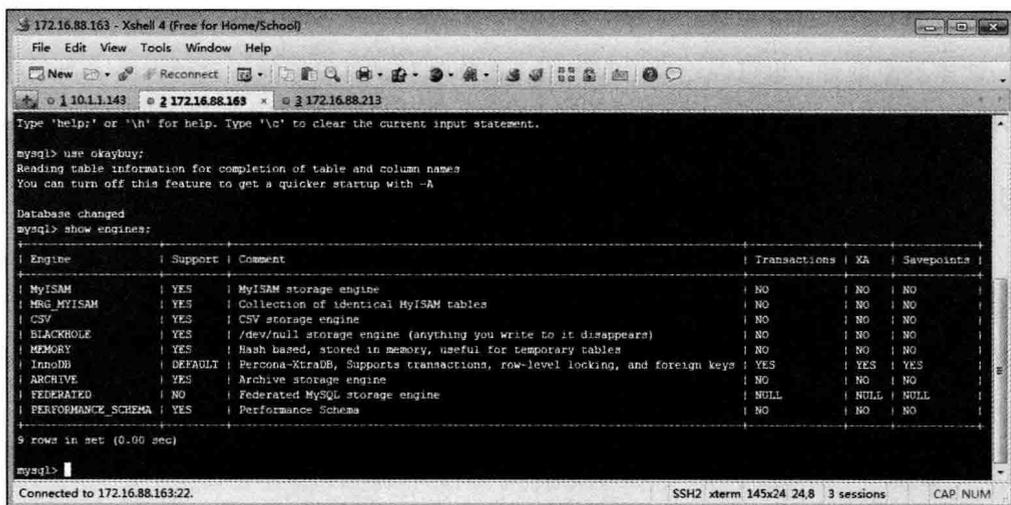 172.16.88.163 - Xshell 4 (Free for Home/School)
File Edit View Tools Window Help
New Reconnect
1 10.1.1.143 2 172.16.88.163 × 3 172.16.88.213
Type 'help;' or '\h' for help. Type '\c' to clear the current input statement.
mysql> use okaybuy;
Reading table information for completion of table and column names
You can turn off this feature to get a quicker startup with -A
Database changed
mysql> show engines;
| Engine | Support | Comment | Transactions | XA | Savepoints |
| MyISAM | YES | MyISAM storage engine | NO | NO | NO |
| MRG_MYISAM | YES | Collection of identical MyISAM tables | NO | NO | NO |
| CSV | YES | CSV storage engine | NO | NO | NO |
| BLACKHOLE | YES | /dev/null storage engine (anything you write to it disappears) | NO | NO | NO |
| MEMORY | YES | Hash based, stored in memory, useful for temporary tables | NO | NO | NO |
| InnoDB | DEFAULT | Percona-XtraDB, Supports transactions, row-level locking, and foreign keys | YES | YES | YES |
| ARCHIVE | YES | Archive storage engine | NO | NO | NO |
| FEDERATED | NO | Federated MySQL storage engine | NULL | NULL | NULL |
| PERFORMANCE_SCHEMA | YES | Performance Schema | NO | NO | NO |
9 rows in set (0.00 sec)
mysql>
Connected to 172.16.88.163:22. SSH2 xterm 145x24 24,8 3 sessions CAP NUM